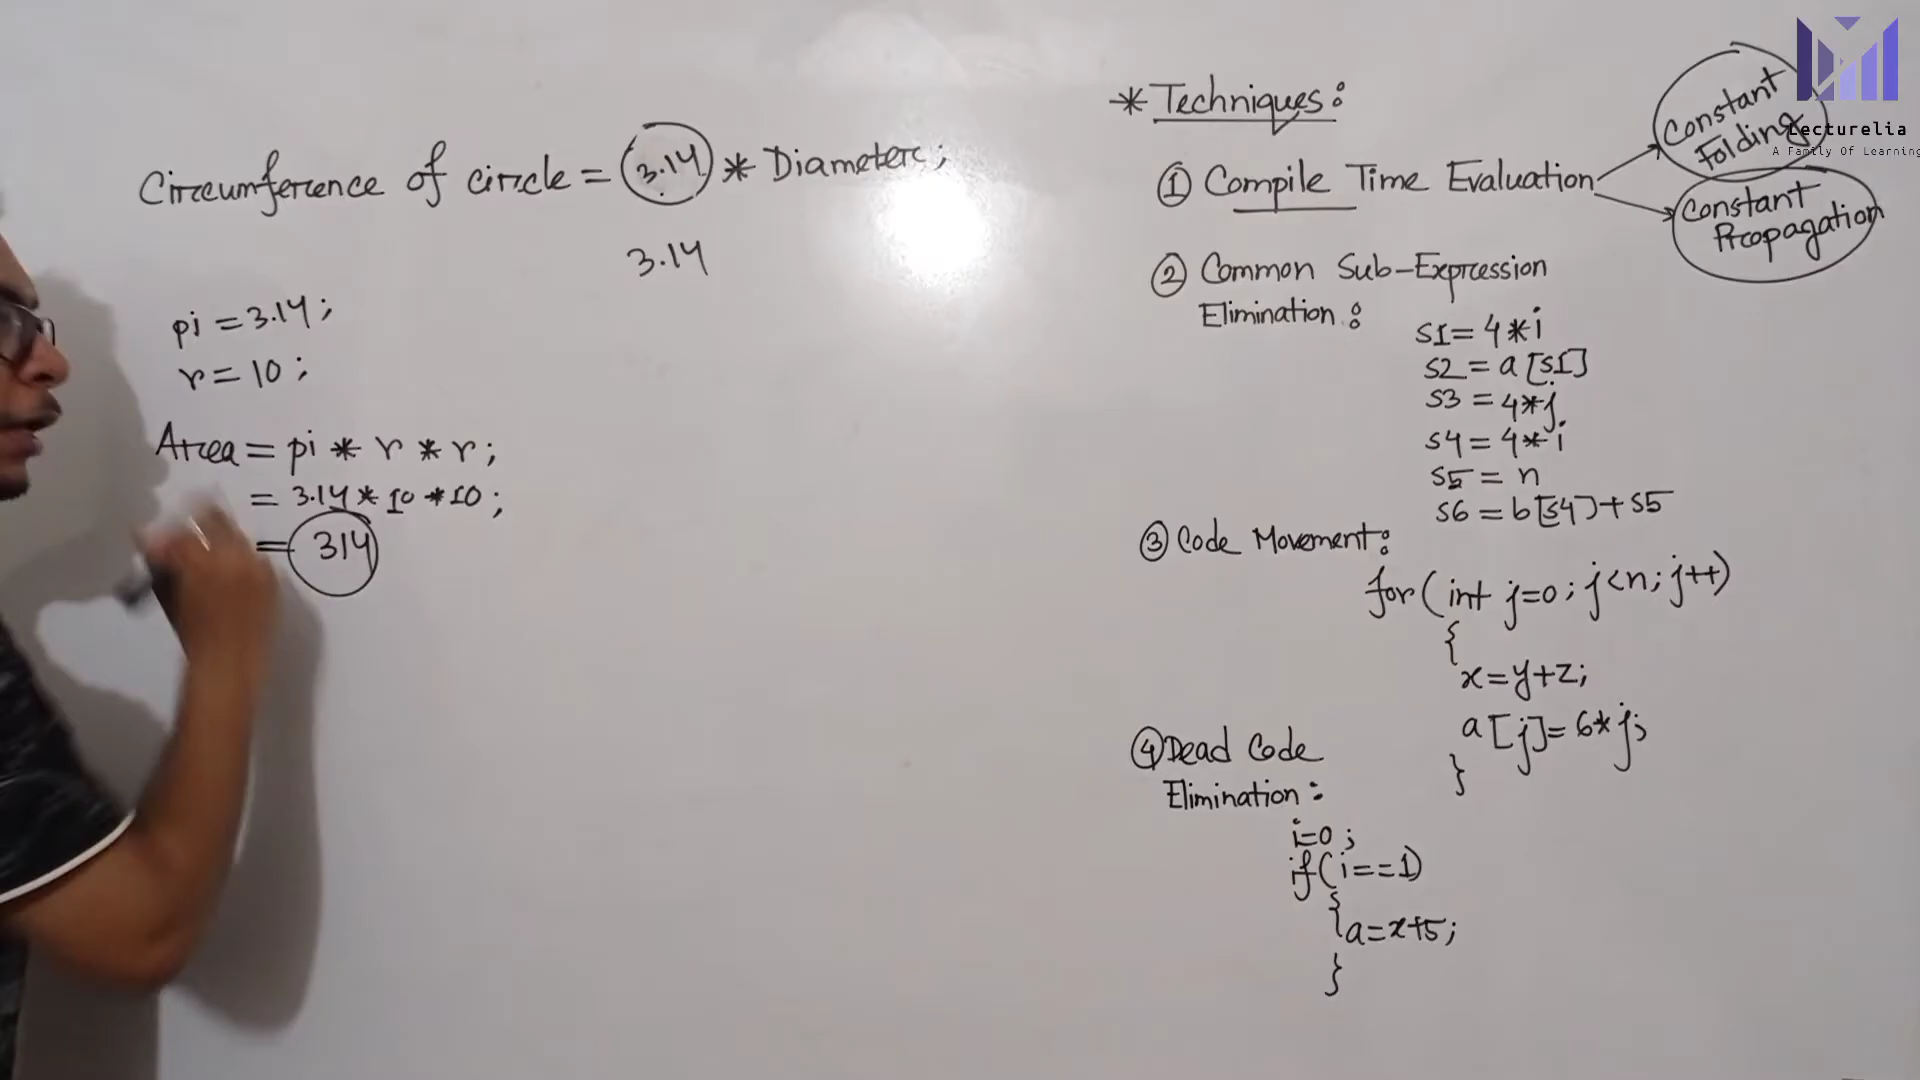 Circumference of circle = 3.14 * Diameter;
3.14
pi = 3.14;
r = 10;
Area = pi * r * r;
= 3.14 * 10 * 10;
= 314
* Techniques:
① Compile Time Evaluation
Constant
Folding
Constant
Propagation
② Common Sub-Expression
Elimination:
S1 = 4*i
S2 = a[S1]
S3 = 4*j
S4 = 4*i
S5 = n
S6 = b[S4]+S5
③ Code Movement:
for(int j=0; j<n; j++)
{
x=y+z;
a[j]=6*j;
}
④ Dead Code
Elimination:
i=0;
if(i==1)
{
a=x+5;
}
Lecturelia
A Family Of Learning